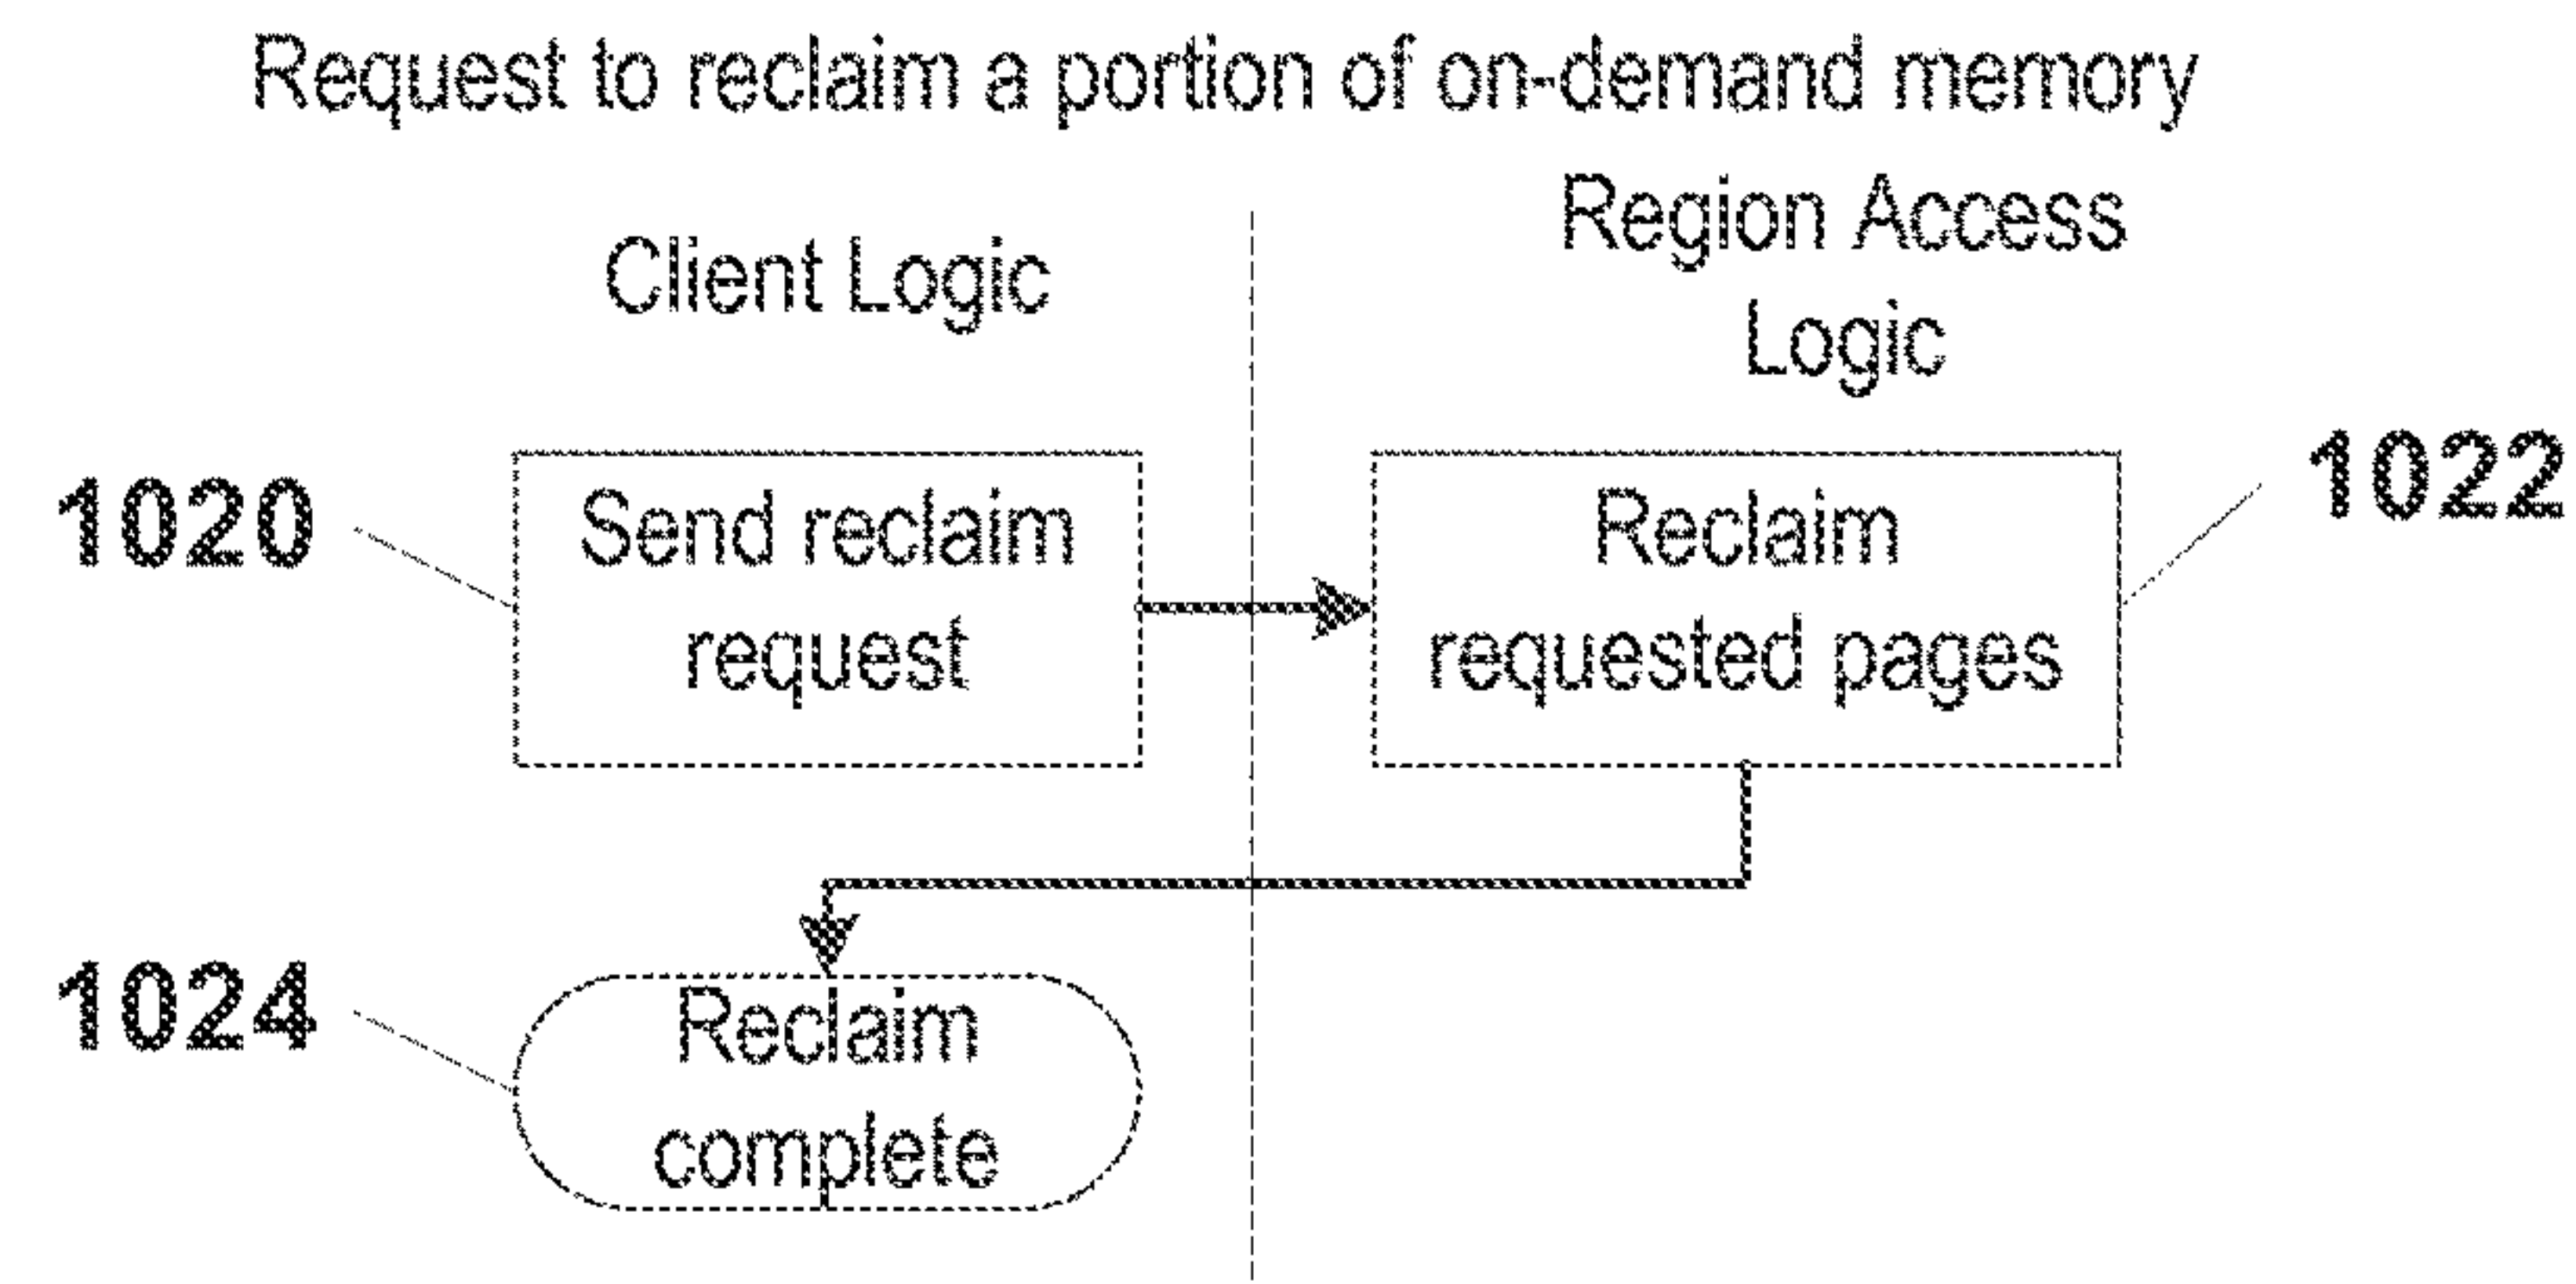 Request to reclaim a portion of on-demand memory
Client Logic
Region Access
Logic
1020
Send reclaim
request
Reclaim
requested pages
1022
1024
Reclaim
complete